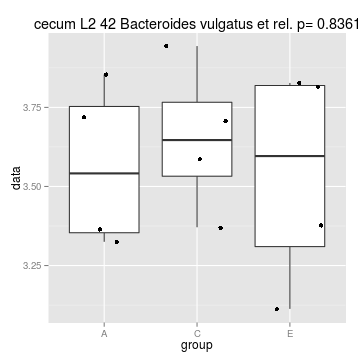 cecum L2 42 Bacteroides vulgatus et rel. p= 0.8361
data
3.75
3.50
3.25
A C E
group